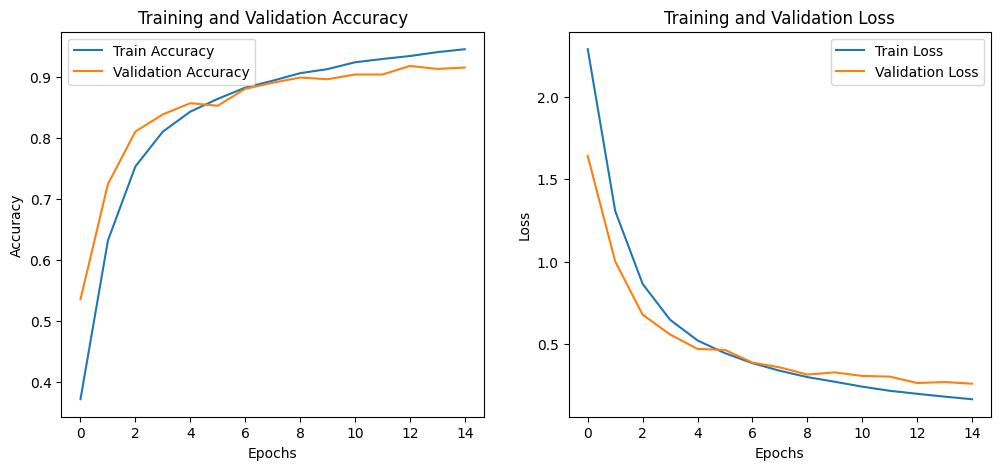 Training and Validation Accuracy
Train Accuracy
Validation Accuracy
0.9
0.8
0.7
0.6
0.5
0.4
Accuracy
0 2 4 6 8 10 12 14
Epochs
Training and Validation Loss
Train Loss
Validation Loss
2.0
1.5
1.0
0.5
Loss
0 2 4 6 8 10 12 14
Epochs